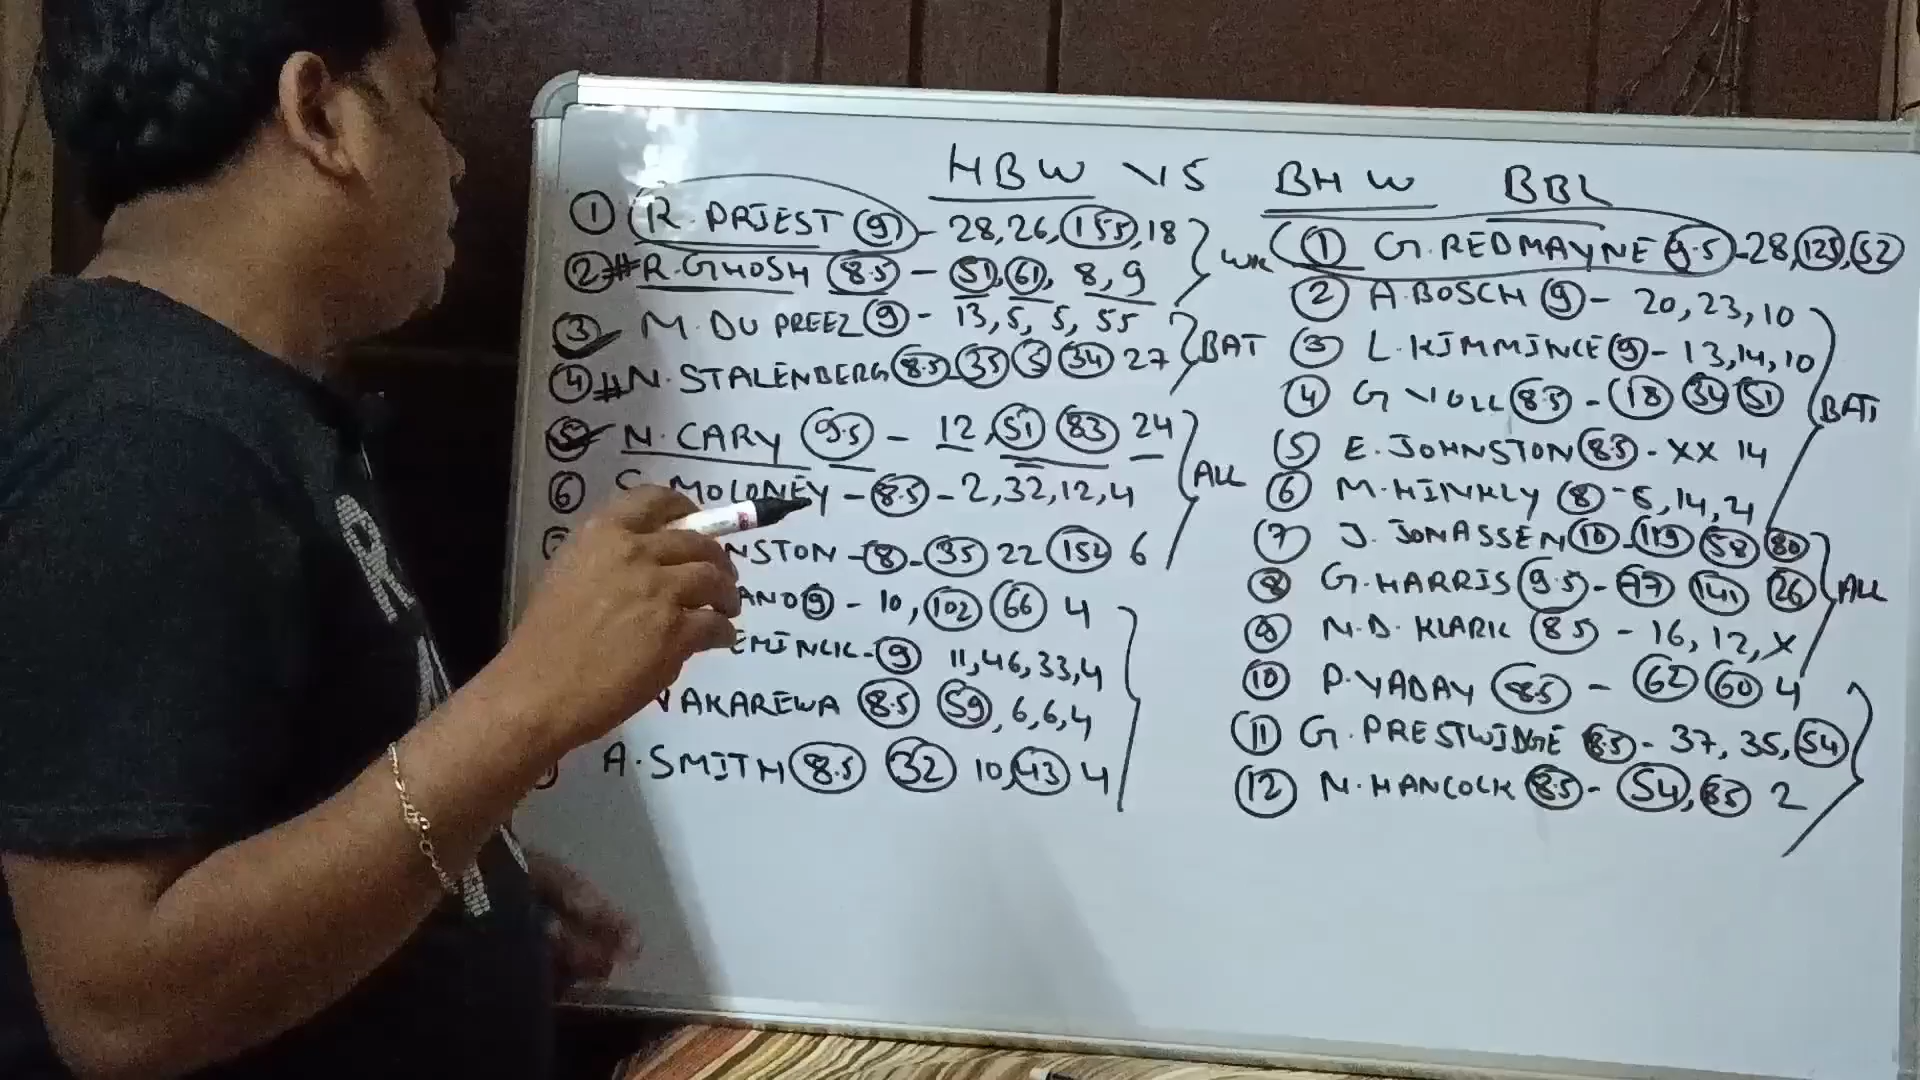 HBW VS BHW BBL
1 R. PRIEST (9) - 28, 26, 155, 18
2 # R. GHOSH (8.5) - 51, 61, 8, 9
WK
3 M. DU PREEZ (9) - 13, 5, 5, 55
4 # N. STALENBERG (8.5) 35 5 34 27
BAT
5 N. CARY (9.5) - 12, 51 83 24
6 MOLONEY - 8.5 - 2, 32, 12, 4
NSTON - 8 - 35 22 152 6
ALL
AND 9 - 10, 102 66 4
EMINCK - 9 11, 46, 33, 4
VAKAREWA 8.5 59, 6, 6, 4
A. SMITH 8.5 32 10, 43 4
1 G. REDMAYNE 9.5 - 28, 125, 52
2 A. BOSCH 9 - 20, 23, 10
3 L. KIMMINCE 9 - 13, 14, 10
4 G VOLL 8.5 - 18 34 51
5 E. JOHNSTON 8.5 - XX 14
6 M. HINKLY 8 - 8, 14, 21
BAT
7 J. JONASSEN 10 - 119 58 80
8 G. HARRIS 9.5 - 77 141 26
9 N. D. KLARIC 8.5 - 16, 12, X
ALL
10 P. YADAV 8.5 - 62 60 4
11 G. PRESTWIDGE 8.5 - 37, 35, 54
12 N. HANCOCK 8.5 - 54, 85 2